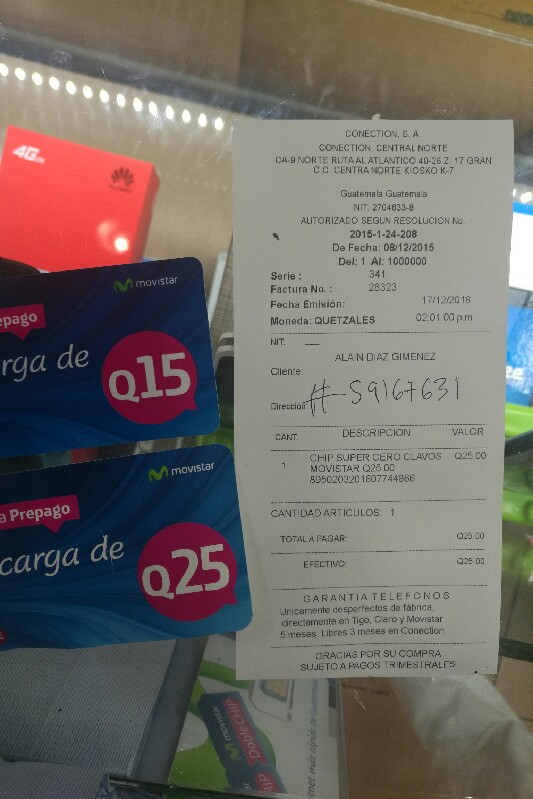 4G
HUAWEI
movistar
epago
rga de
Q15
movistar
a Prepago
carga de
Q25
CONECTION, S. A.
CONECTION, CENTRAL NORTE
CA-9 NORTE RUTA AL ATLANTICO 40-26 Z. 17 GRAN
C.C. CENTRA NORTE KIOSKO K-7
Guatemala Guatemala
NIT: 2704633-8
AUTORIZADO SEGUN RESOLUCION No.
2015-1-24-208
De Fecha: 08/12/2015
Del: 1 Al: 1000000
Serie : 341
Factura No. : 28323
Fecha Emisión: 17/12/2016
Moneda: QUETZALES 02:01:00 p.m
NIT: __
ALAIN DIAZ GIMENEZ
Cliente:
Dirección: # 59167631
CANT. DESCRIPCION VALOR
1 CHIP SUPER CERO CLAVOS Q25.00
MOVISTAR Q25.00
8950203201607744866
CANTIDAD ARTICULOS: 1
TOTAL A PAGAR: Q25.00
EFECTIVO: Q25.00
GARANTIA TELEFONOS
Unicamente desperfectos de fábrica,
directamente en Tigo, Claro y Movistar
5 meses, Libres 3 meses en Conection
GRACIAS POR SU COMPRA
SUJETO A PAGOS TRIMESTRALES
movistar
DobleCHIP